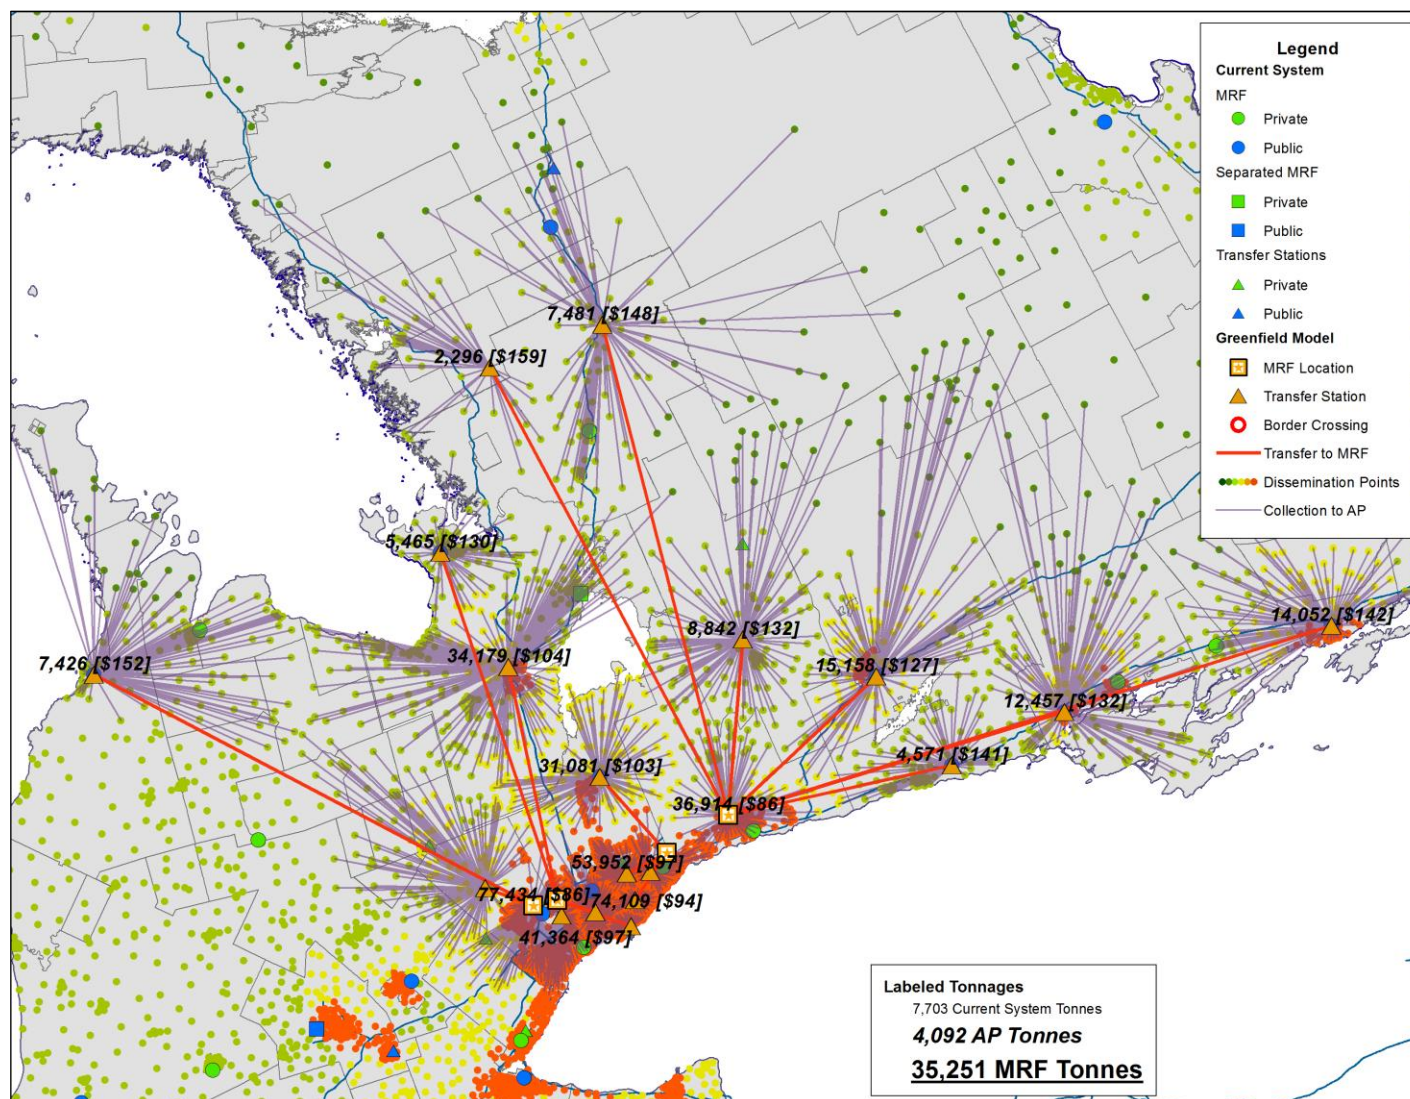 Legend
Current System
MRF
Private
Public
Separated MRF
Private
Public
Transfer Stations
Private
Public
Greenfield Model
MRF Location
Transfer Station
Border Crossing
Transfer to MRF
Dissemination Points
Collection to AP
7,481 [$148]
2,296 [$159]
5,465 [$130]
14,052 [$142]
8,842 [$132]
34,179 [$104]
7,426 [$152]
15,158 [$127]
12,457 [$132]
4,571 [$141]
31,081 [$103]
36,914 [$86]
53,952 [$97]
77,434 [$86]
74,109 [$94]
41,364 [$97]
Labeled Tonnages
7,703 Current System Tonnes
4,092 AP Tonnes
35,251 MRF Tonnes